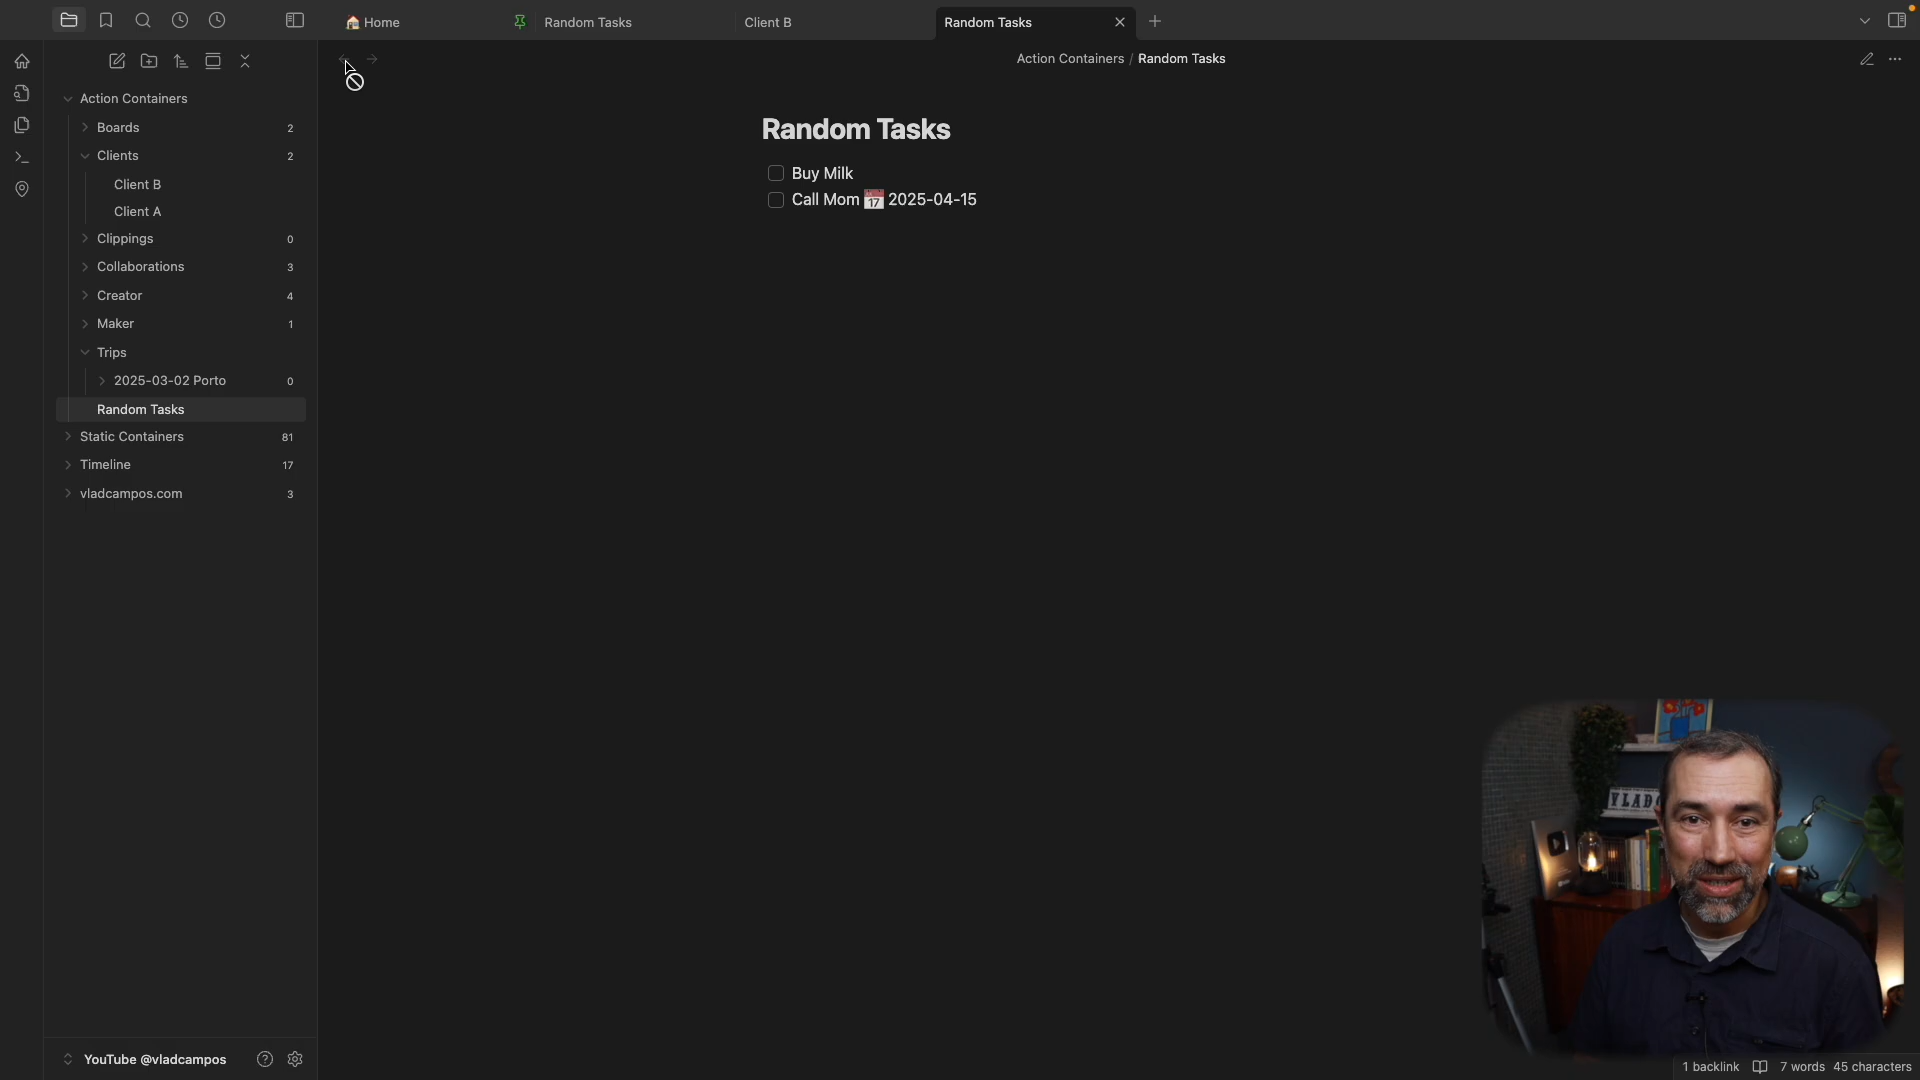 🏠Home
Random Tasks
Client B
Random Tasks
Action Containers / Random Tasks
Action Containers
Boards 2
Clients 2
Client B
Client A
Clippings 0
Collaborations 3
Creator 4
Maker 1
Trips
2025-03-02 Porto 0
Random Tasks
Static Containers 81
Timeline 17
vladcampos.com 3
Random Tasks
Buy Milk
Call Mom 📅 2025-04-15
VLAD
YouTube @vladcampos
1 backlink 7 words 45 characters